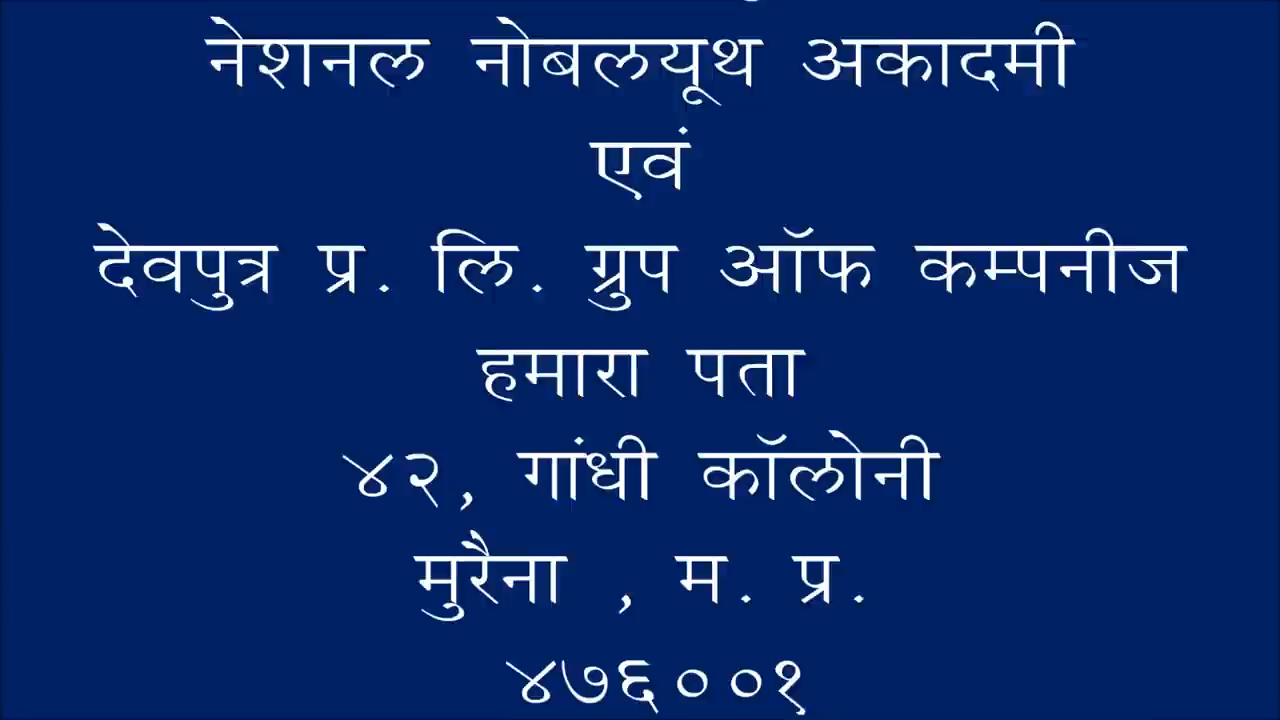 नेशनल नोबलयूथ अकादमी
एवं
देवपुत्र प्र. लि. ग्रुप ऑफ कम्पनीज
हमारा पता
४२, गांधी कॉलोनी
मुरैना , म. प्र.
४७६००१